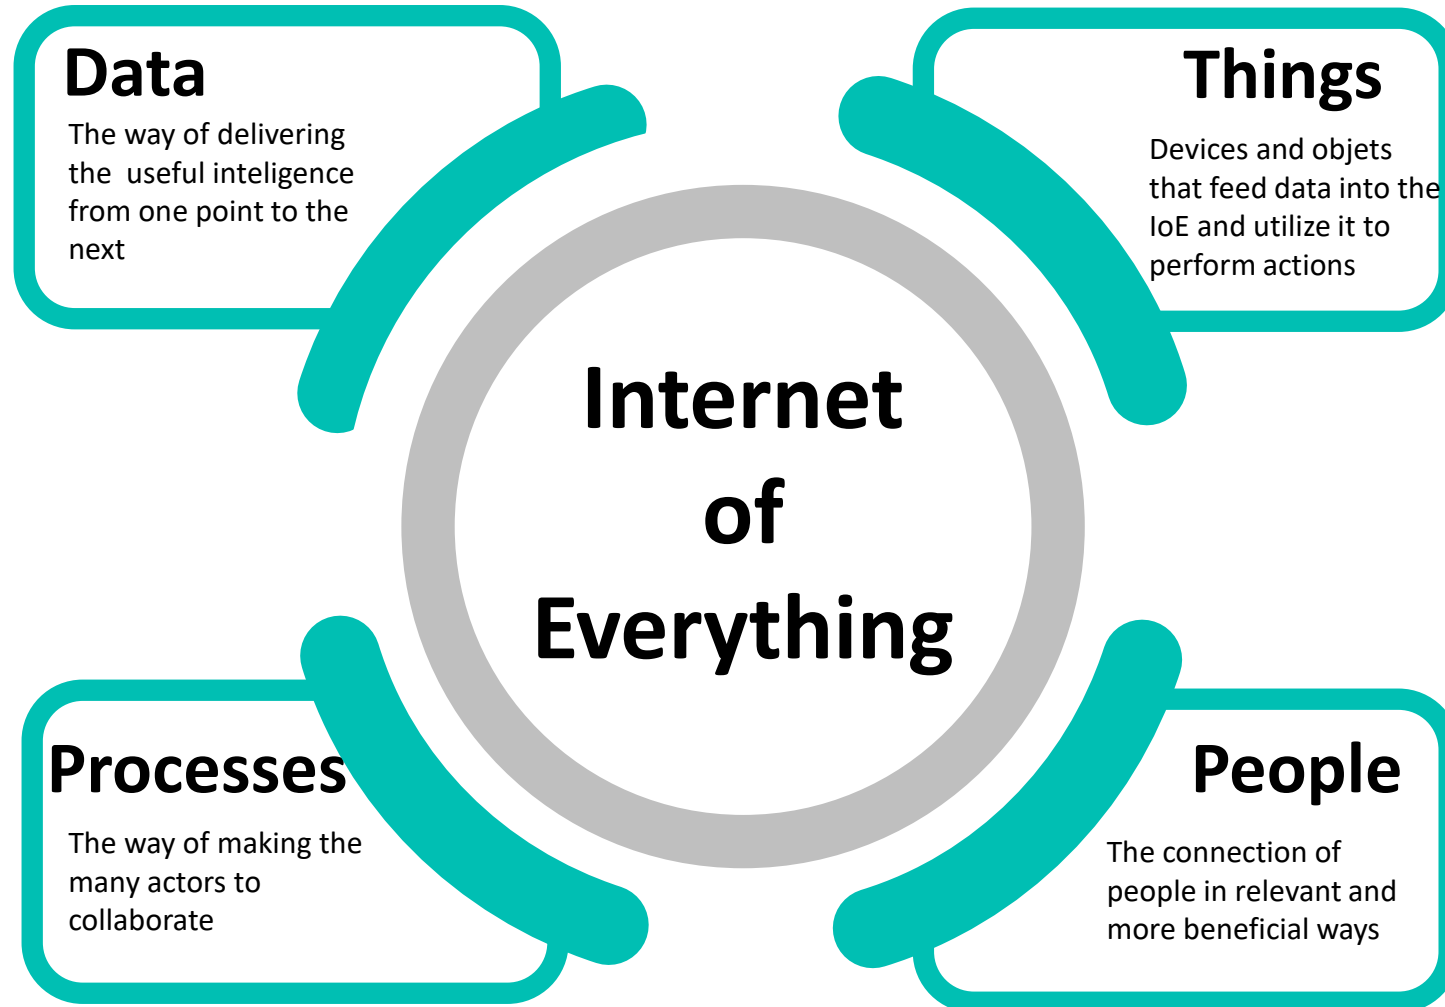 Data
The way of delivering
the  useful inteligence
from one point to the
next
Things
Devices and objets
that feed data into the
IoE and utilize it to
perform actions
Internet
of
Everything
Processes
The way of making the
many actors to
collaborate
People
The connection of
people in relevant and
more beneficial ways